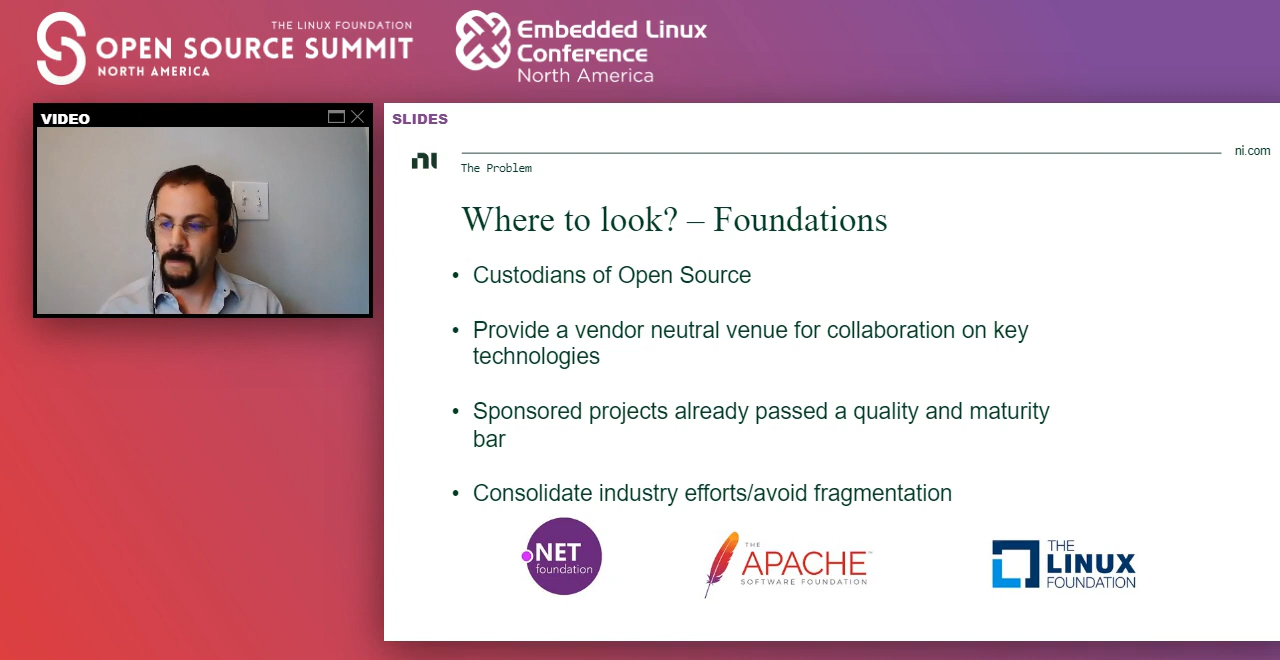 THE LINUX FOUNDATION
OPEN SOURCE SUMMIT
NORTH AMERICA
Embedded Linux
Conference
North America
VIDEO
SLIDES
ni
ni.com
The Problem
Where to look? – Foundations
• Custodians of Open Source
• Provide a vendor neutral venue for collaboration on key
technologies
• Sponsored projects already passed a quality and maturity
bar
• Consolidate industry efforts/avoid fragmentation
.NET
foundation
THE
APACHE™
SOFTWARE FOUNDATION
THE
LINUX
FOUNDATION